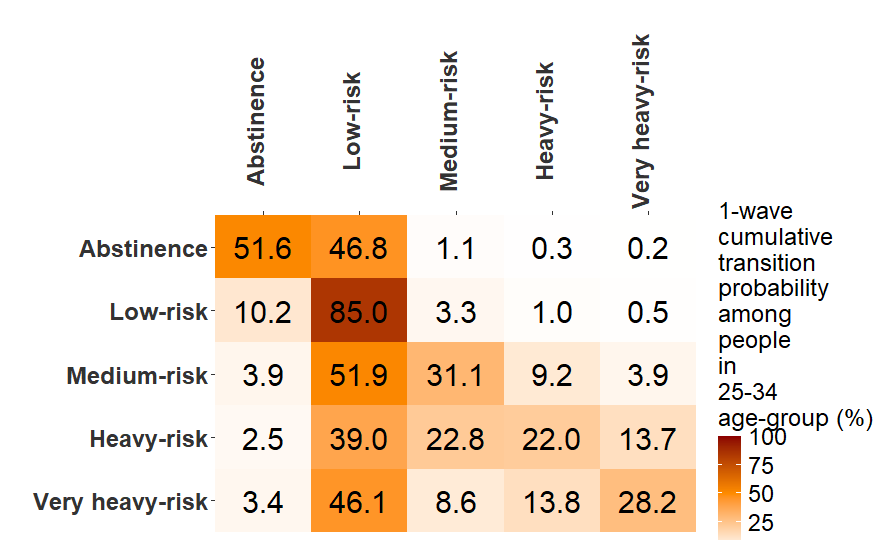 Abstinence Low-risk Medium-risk Heavy-risk Very heavy-risk
Abstinence 51.6 46.8 1.1 0.3 0.2
Low-risk 10.2 85.0 3.3 1.0 0.5
Medium-risk 3.9 51.9 31.1 9.2 3.9
Heavy-risk 2.5 39.0 22.8 22.0 13.7
Very heavy-risk 3.4 46.1 8.6 13.8 28.2
1-wave
cumulative
transition
probability
among
people
in
25-34
age-group (%)
100
75
50
25